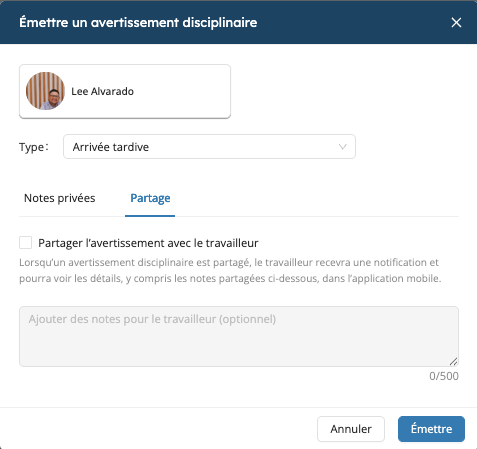 Émettre un avertissement disciplinaire
Lee Alvarado
Type :
Arrivée tardive
Notes privées
Partage
Partager l'avertissement avec le travailleur
Lorsqu'un avertissement disciplinaire est partagé, le travailleur recevra une notification et
pourra voir les détails, y compris les notes partagées ci-dessous, dans l'application mobile.
Ajouter des notes pour le travailleur (optionnel)
0/500
Annuler
Émettre